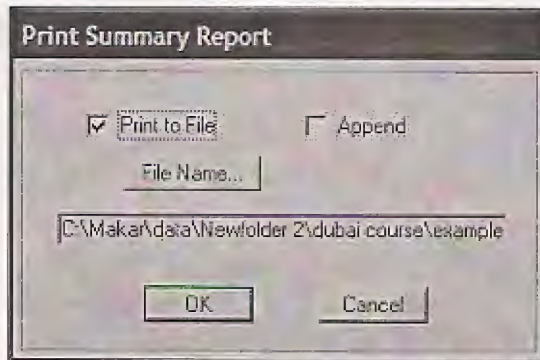 Print Summary Report
Print to File Append
File Name...
C:\Makar\data\Newfolder 2\dubai course\example
OK Cancel